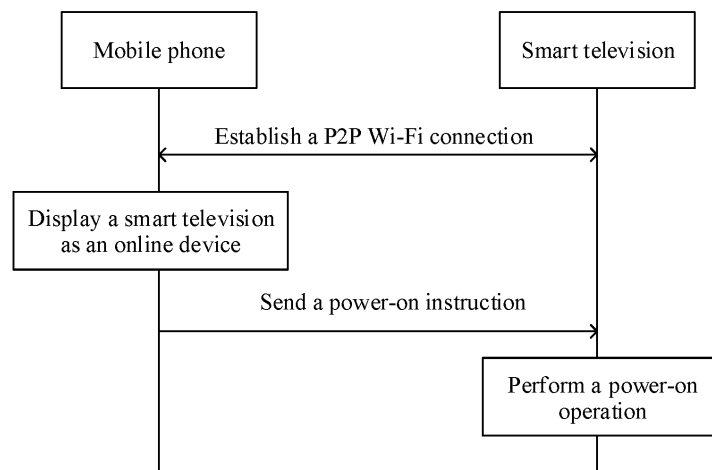 Mobile phone
Smart television
Establish a P2P Wi-Fi connection
Display a smart television
as an online device
Send a power-on instruction
Perform a power-on
operation